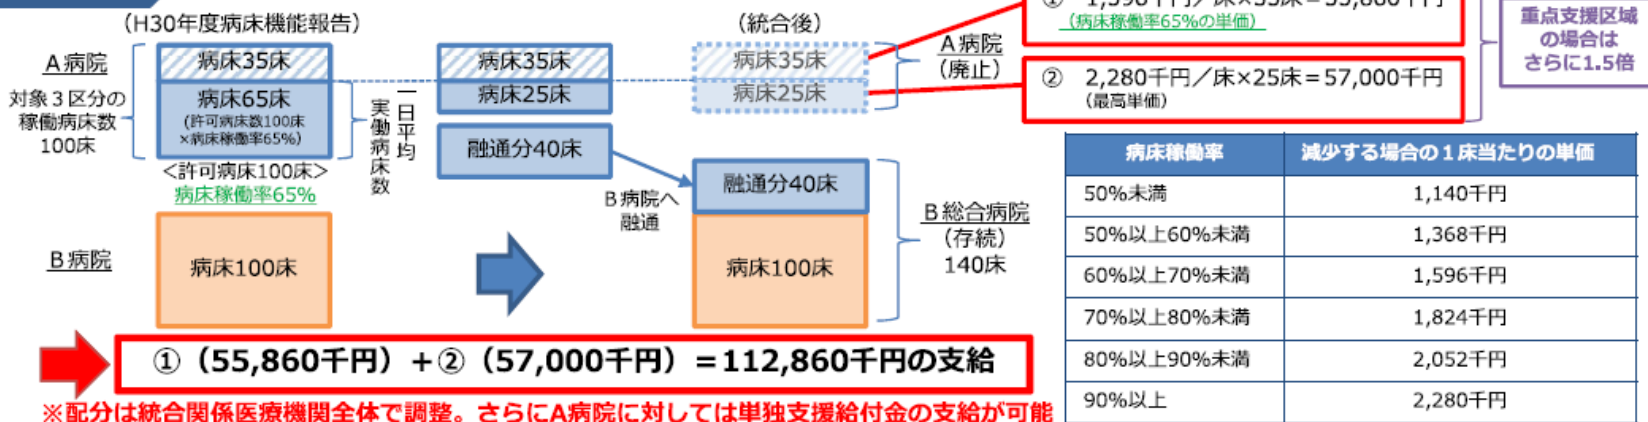 （H30年度病床機能報告）
A病院
対象３区分の
稼働病床数
100床
病床35床
病床65床
(許可病床数100床
×病床稼働率65%)
＜許可病床100床＞
病床稼働率65%
一日平均
実働病床数
B病院
病床100床
病床35床
病床25床
融通分40床
B病院へ
融通
（統合後）
病床35床
病床25床
A病院
（廃止）
融通分40床
病床100床
B総合病院
（存続）
140床
① 1,596千円／床×35床＝55,860千円
（病床稼働率65%の単価）
② 2,280千円／床×25床＝57,000千円
（最高単価）
重点支援区域
の場合は
さらに1.5倍
病床稼働率 減少する場合の１床当たりの単価
50%未満 1,140千円
50%以上60%未満 1,368千円
60%以上70%未満 1,596千円
70%以上80%未満 1,824千円
80%以上90%未満 2,052千円
90%以上 2,280千円
①（55,860千円）＋②（57,000千円）＝112,860千円の支給
※配分は統合関係医療機関全体で調整。さらにA病院に対しては単独支援給付金の支給が可能